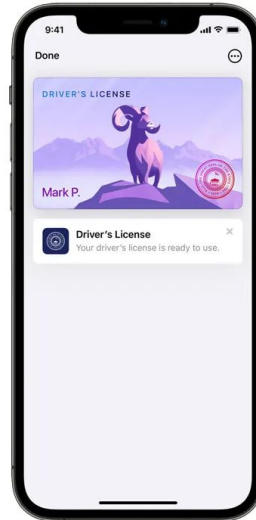 9:41
Done
DRIVER'S LICENSE
Mark P.
Driver's License
Your driver's license is ready to use.